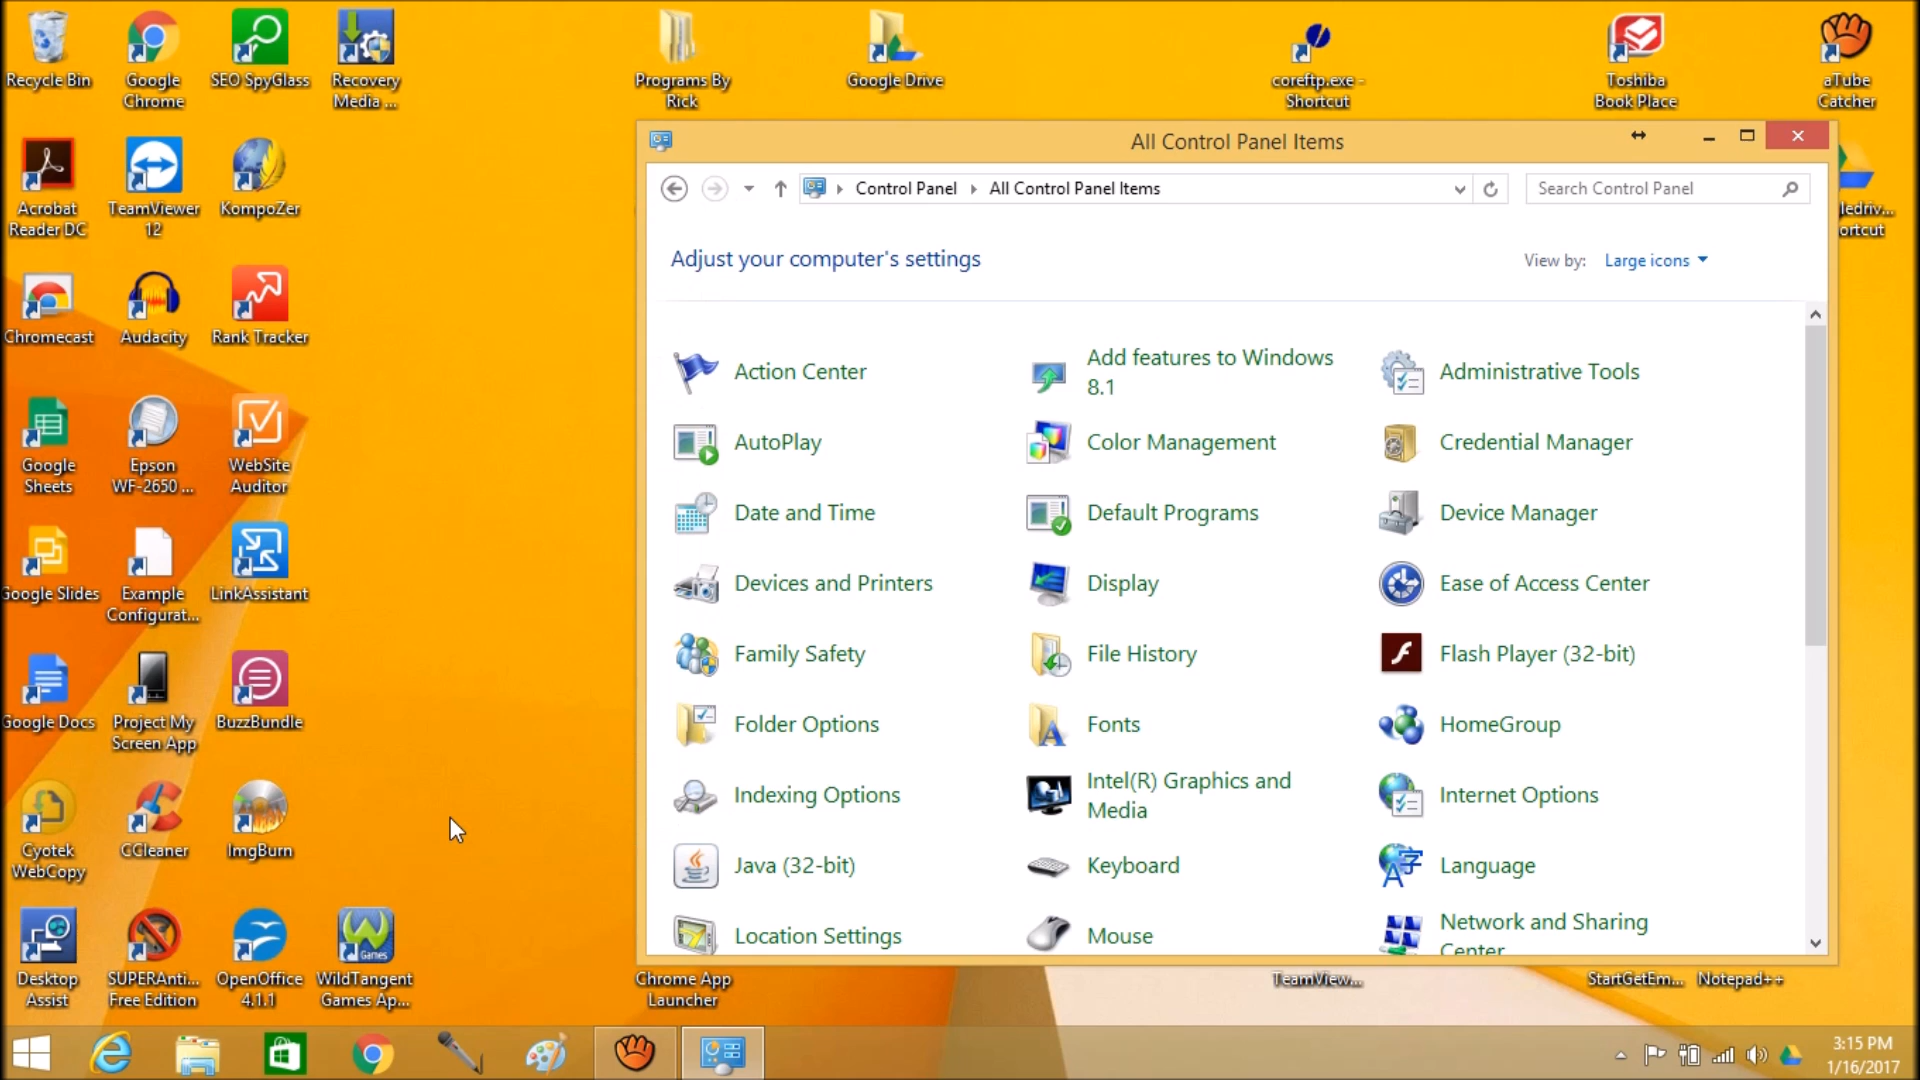 Recycle Bin
Google
Chrome
SEO SpyGlass
Recovery
Media ...
Programs By
Rick
Google Drive
coreftp.exe -
Shortcut
Toshiba
Book Place
aTube
Catcher
Acrobat
Reader DC
TeamViewer
12
KompoZer
ledriv...
ortcut
Chromecast
Audacity
Rank Tracker
Google
Sheets
Epson
WF-2650 ...
WebSite
Auditor
Google Slides
Example
Configurat...
LinkAssistant
Google Docs
Project My
Screen App
BuzzBundle
Cyotek
WebCopy
CCleaner
ImgBurn
Desktop
Assist
SUPERAnti...
Free Edition
OpenOffice
4.1.1
Games
WildTangent
Games Ap...
Chrome App
Launcher
TeamView...
StartGetEm...
Notepad++
All Control Panel Items
Control Panel
All Control Panel Items
Search Control Panel
Adjust your computer's settings
View by:
Large icons
Action Center
Add features to Windows
8.1
Administrative Tools
AutoPlay
Color Management
Credential Manager
Date and Time
Default Programs
Device Manager
Devices and Printers
Display
Ease of Access Center
Family Safety
File History
Flash Player (32-bit)
Folder Options
Fonts
HomeGroup
Indexing Options
Intel(R) Graphics and
Media
Internet Options
Java (32-bit)
Keyboard
Language
Location Settings
Mouse
Network and Sharing
Center
3:15 PM
1/16/2017